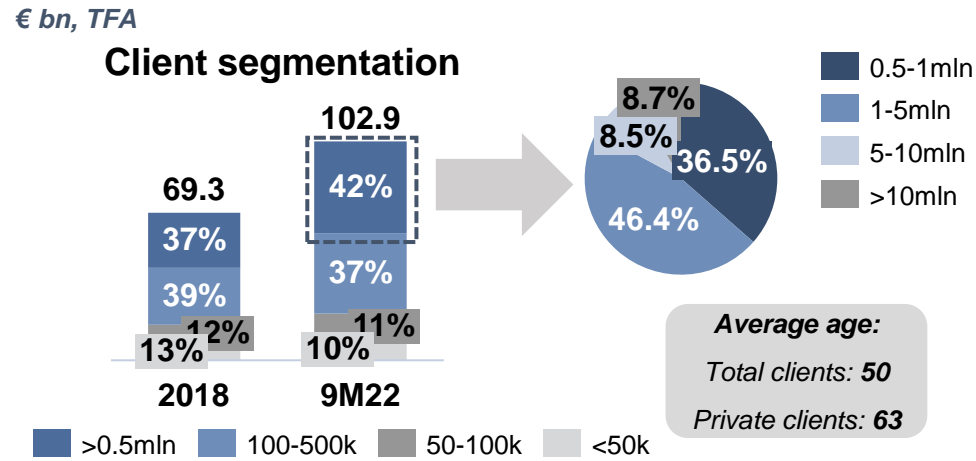 € bn, TFA
Client segmentation
69.3
37%
39%
12%
13%
2018
102.9
42%
37%
11%
10%
9M22
>0.5mln
100-500k
50-100k
<50k
8.7%
8.5%
36.5%
46.4%
0.5-1mln
1-5mln
5-10mln
>10mln
Average age:
Total clients: 50
Private clients: 63